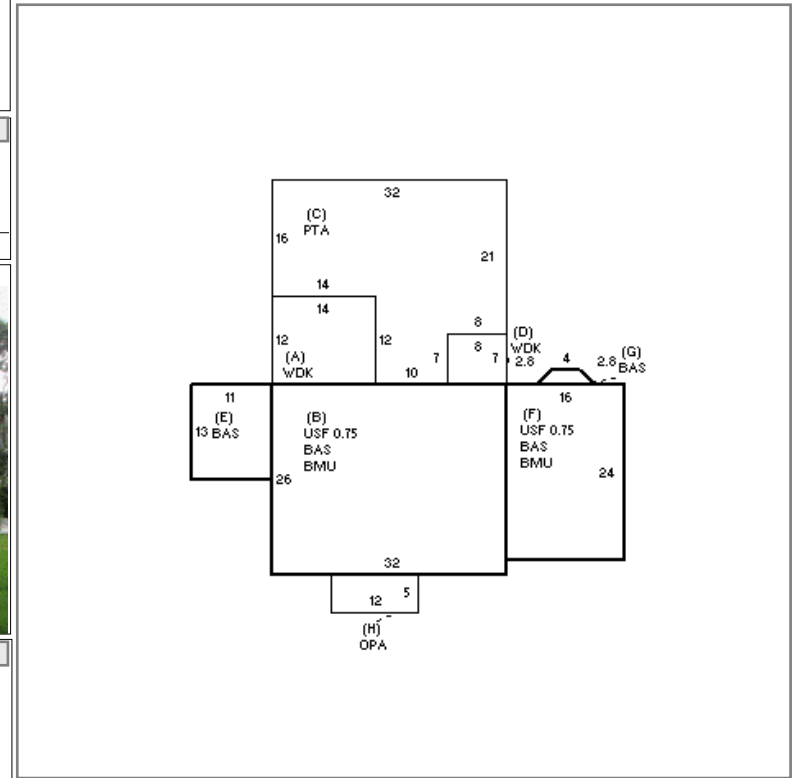 32
(C)
PTA
16
21
14
14
12
(A)
WDK
12
10
8
8
7
7
(D)
WDK
2.8
4
2.8
(G)
BAS
11
(E)
13 BAS
(B)
USF 0.75
BAS
BMU
26
32
16
(F)
USF 0.75
BAS
BMU
24
12
5
(H)
OPA